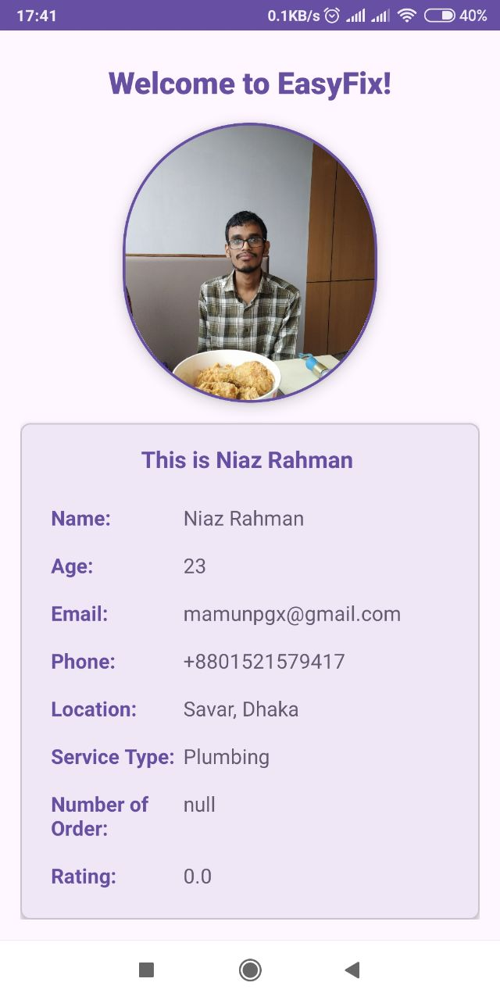 17:41 0.1KB/s 40%
Welcome to EasyFix!
This is Niaz Rahman
Name: Niaz Rahman
Age: 23
Email: mamunpgx@gmail.com
Phone: +8801521579417
Location: Savar, Dhaka
Service Type: Plumbing
Number of null
Order:
Rating: 0.0